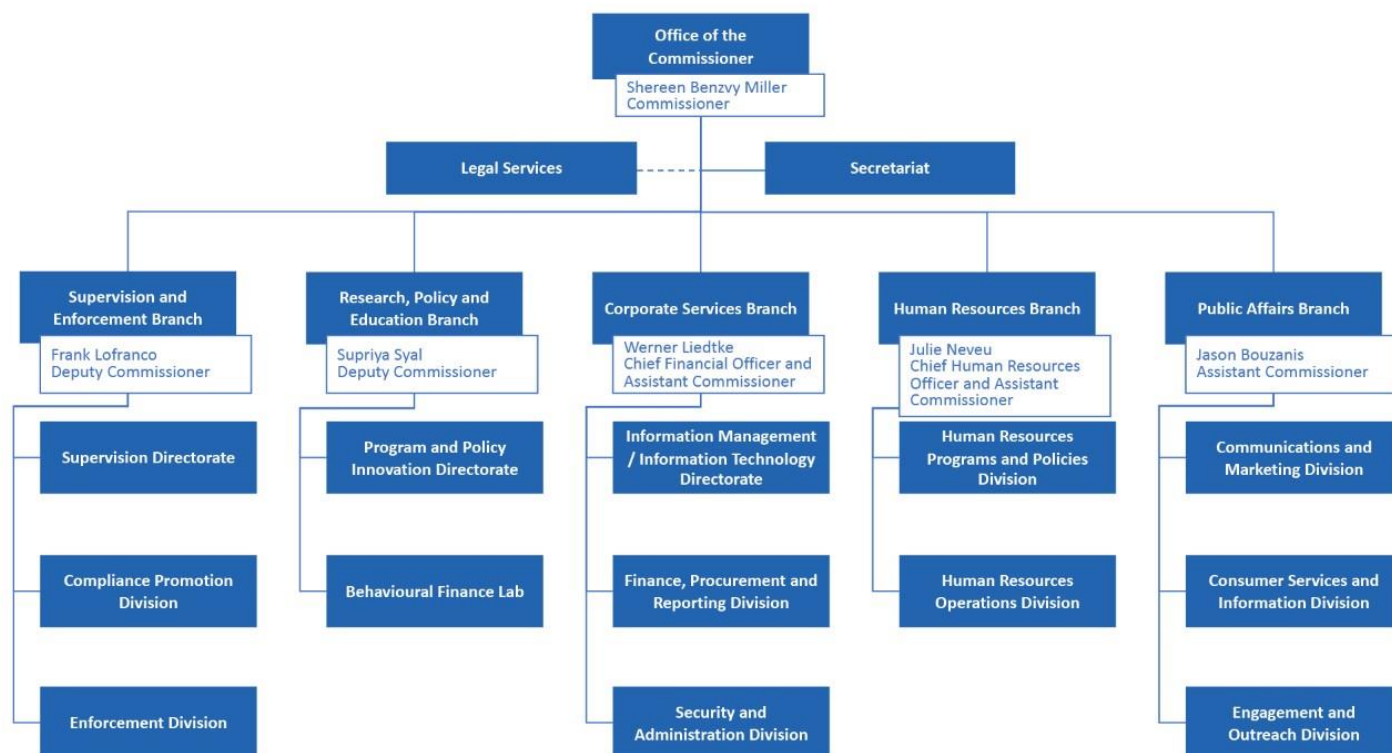 Office of the
Commissioner
Shereen Benzvy Miller
Commissioner
Legal Services
Secretariat
Supervision and
Enforcement Branch
Frank Lofranco
Deputy Commissioner
Research, Policy and
Education Branch
Supriya Syal
Deputy Commissioner
Corporate Services Branch
Werner Liedtke
Chief Financial Officer and
Assistant Commissioner
Human Resources Branch
Julie Neveu
Chief Human Resources
Officer and Assistant
Commissioner
Public Affairs Branch
Jason Bouzanis
Assistant Commissioner
Supervision Directorate
Program and Policy
Innovation Directorate
Information Management
/ Information Technology
Directorate
Human Resources
Programs and Policies
Division
Communications and
Marketing Division
Compliance Promotion
Division
Behavioural Finance Lab
Finance, Procurement and
Reporting Division
Human Resources
Operations Division
Consumer Services and
Information Division
Enforcement Division
Security and
Administration Division
Engagement and
Outreach Division